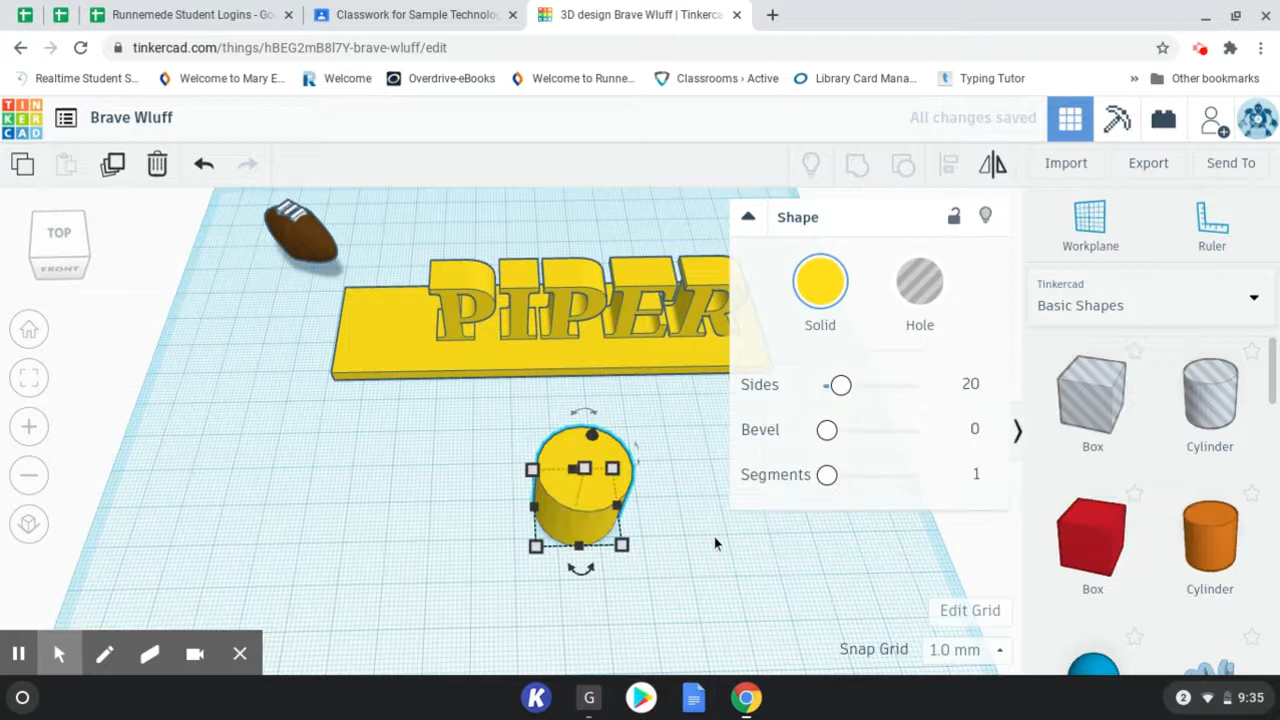 Runnemede Student Logins - Go
Classwork for Sample Technolo
3D design Brave Wluff | Tinkerca
tinkercad.com/things/hBEG2mB8l7Y-brave-wluff/edit
Realtime Student S...
Welcome to Mary E...
Welcome
Overdrive-eBooks
Welcome to Runne...
Classrooms › Active
Library Card Mana...
Typing Tutor
»
Other bookmarks
TIN
KER
CAD
Brave Wluff
All changes saved
Import
Export
Send To
TOP
FRONT
PIPER
Shape
Solid
Hole
Sides 20
Bevel 0
Segments 1
Workplane
Ruler
Tinkercad
Basic Shapes
Box
Cylinder
Box
Cylinder
Edit Grid
Snap Grid 1.0 mm
K
G
2
9:35